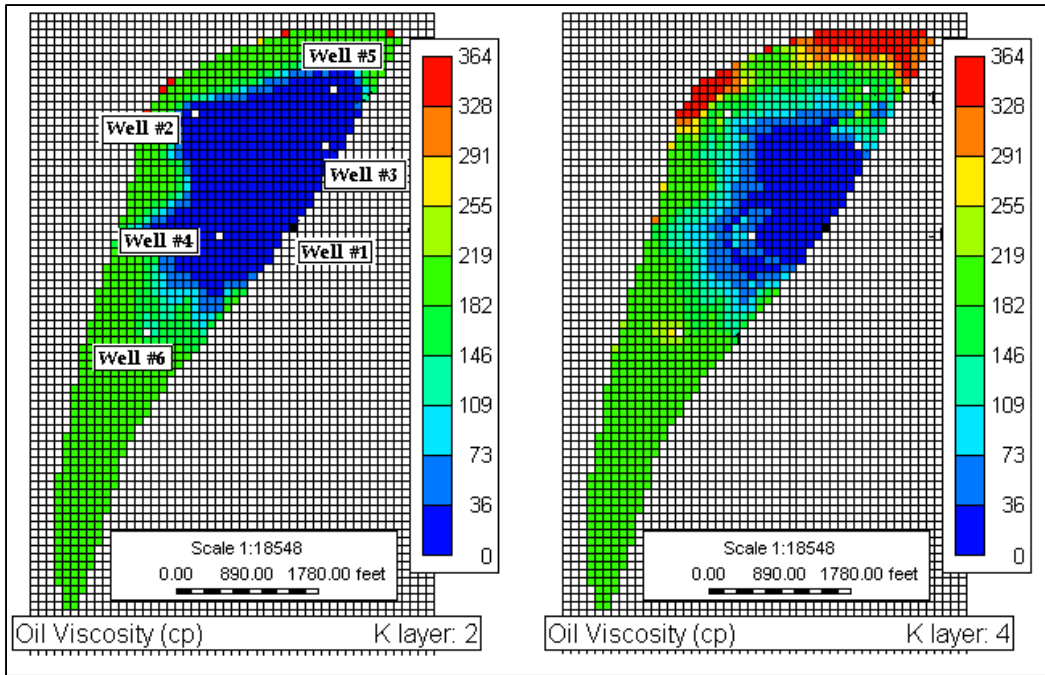 Well #5
Well #2
Well #3
Well #4
Well #1
Well #6
364
328
291
255
219
182
146
109
73
36
0
Scale 1:18548
0.00 890.00 1780.00 feet
Oil Viscosity (cp) K layer: 2
364
328
291
255
219
182
146
109
73
36
0
Scale 1:18548
0.00 890.00 1780.00 feet
Oil Viscosity (cp) K layer: 4